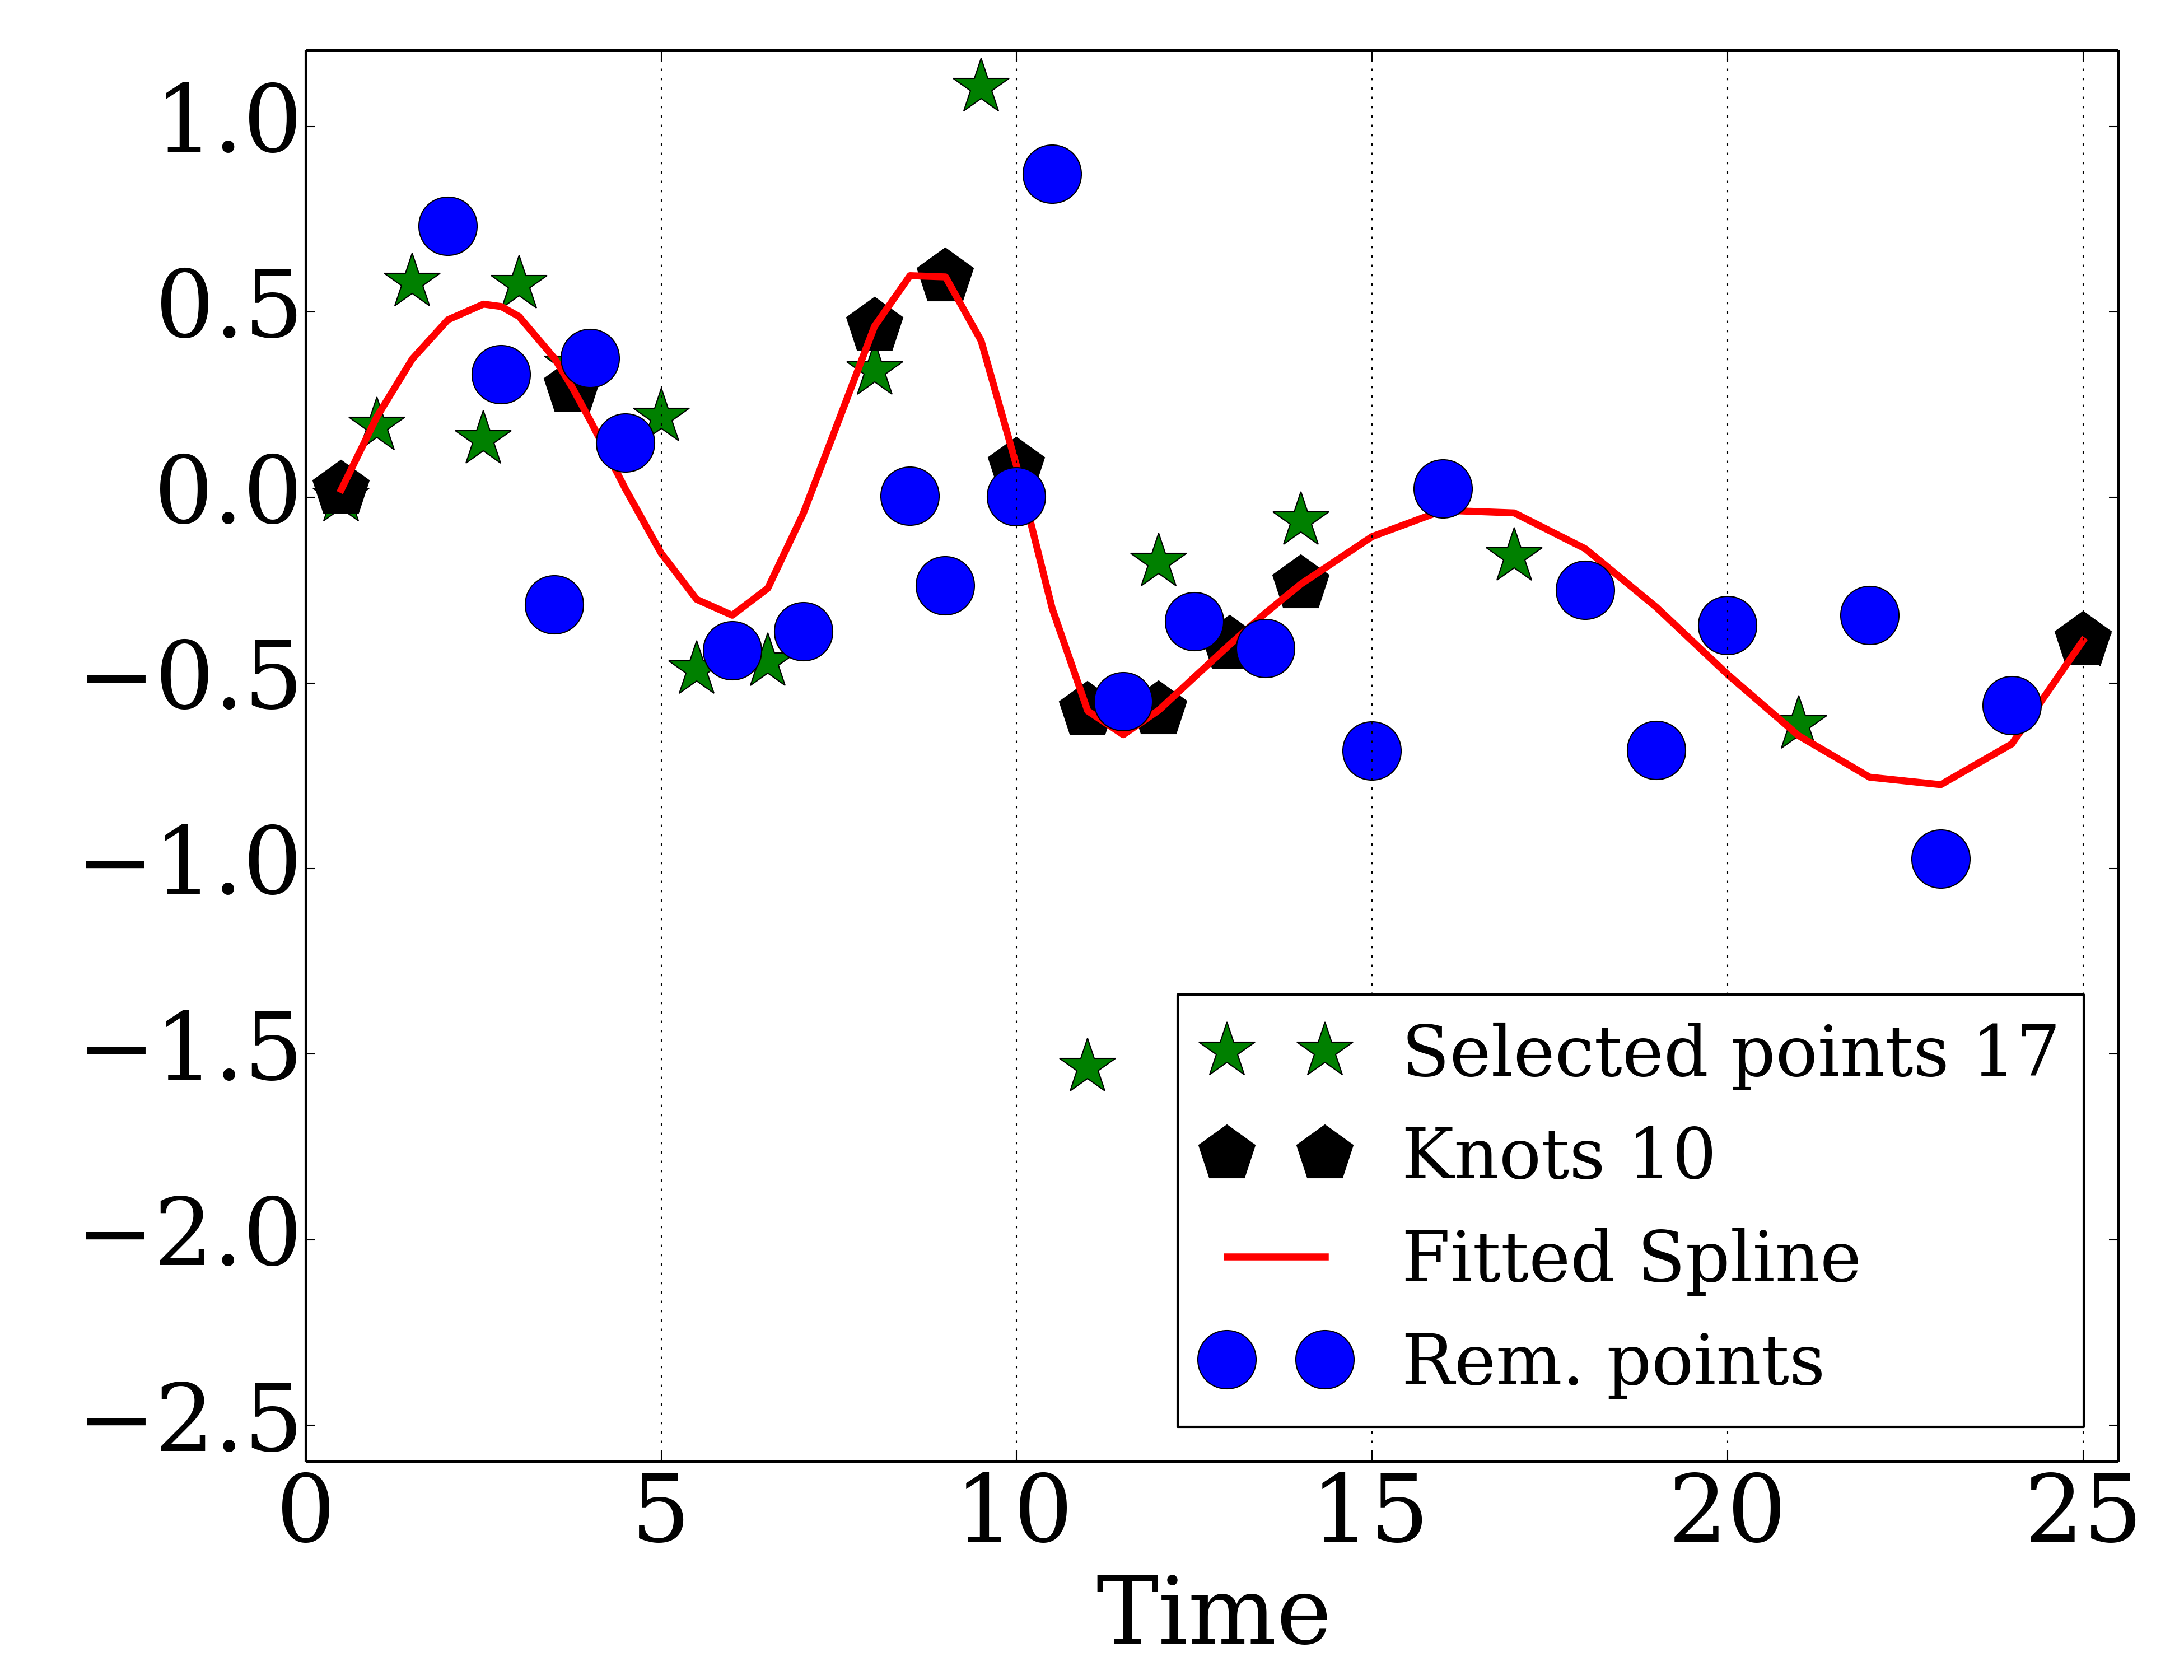 1.0
0.5
0.0
−0.5
−1.0
−1.5
−2.0
−2.5
Selected points 17
Knots 10
Fitted Spline
Rem. points
0 5 10 15 20 25
Time